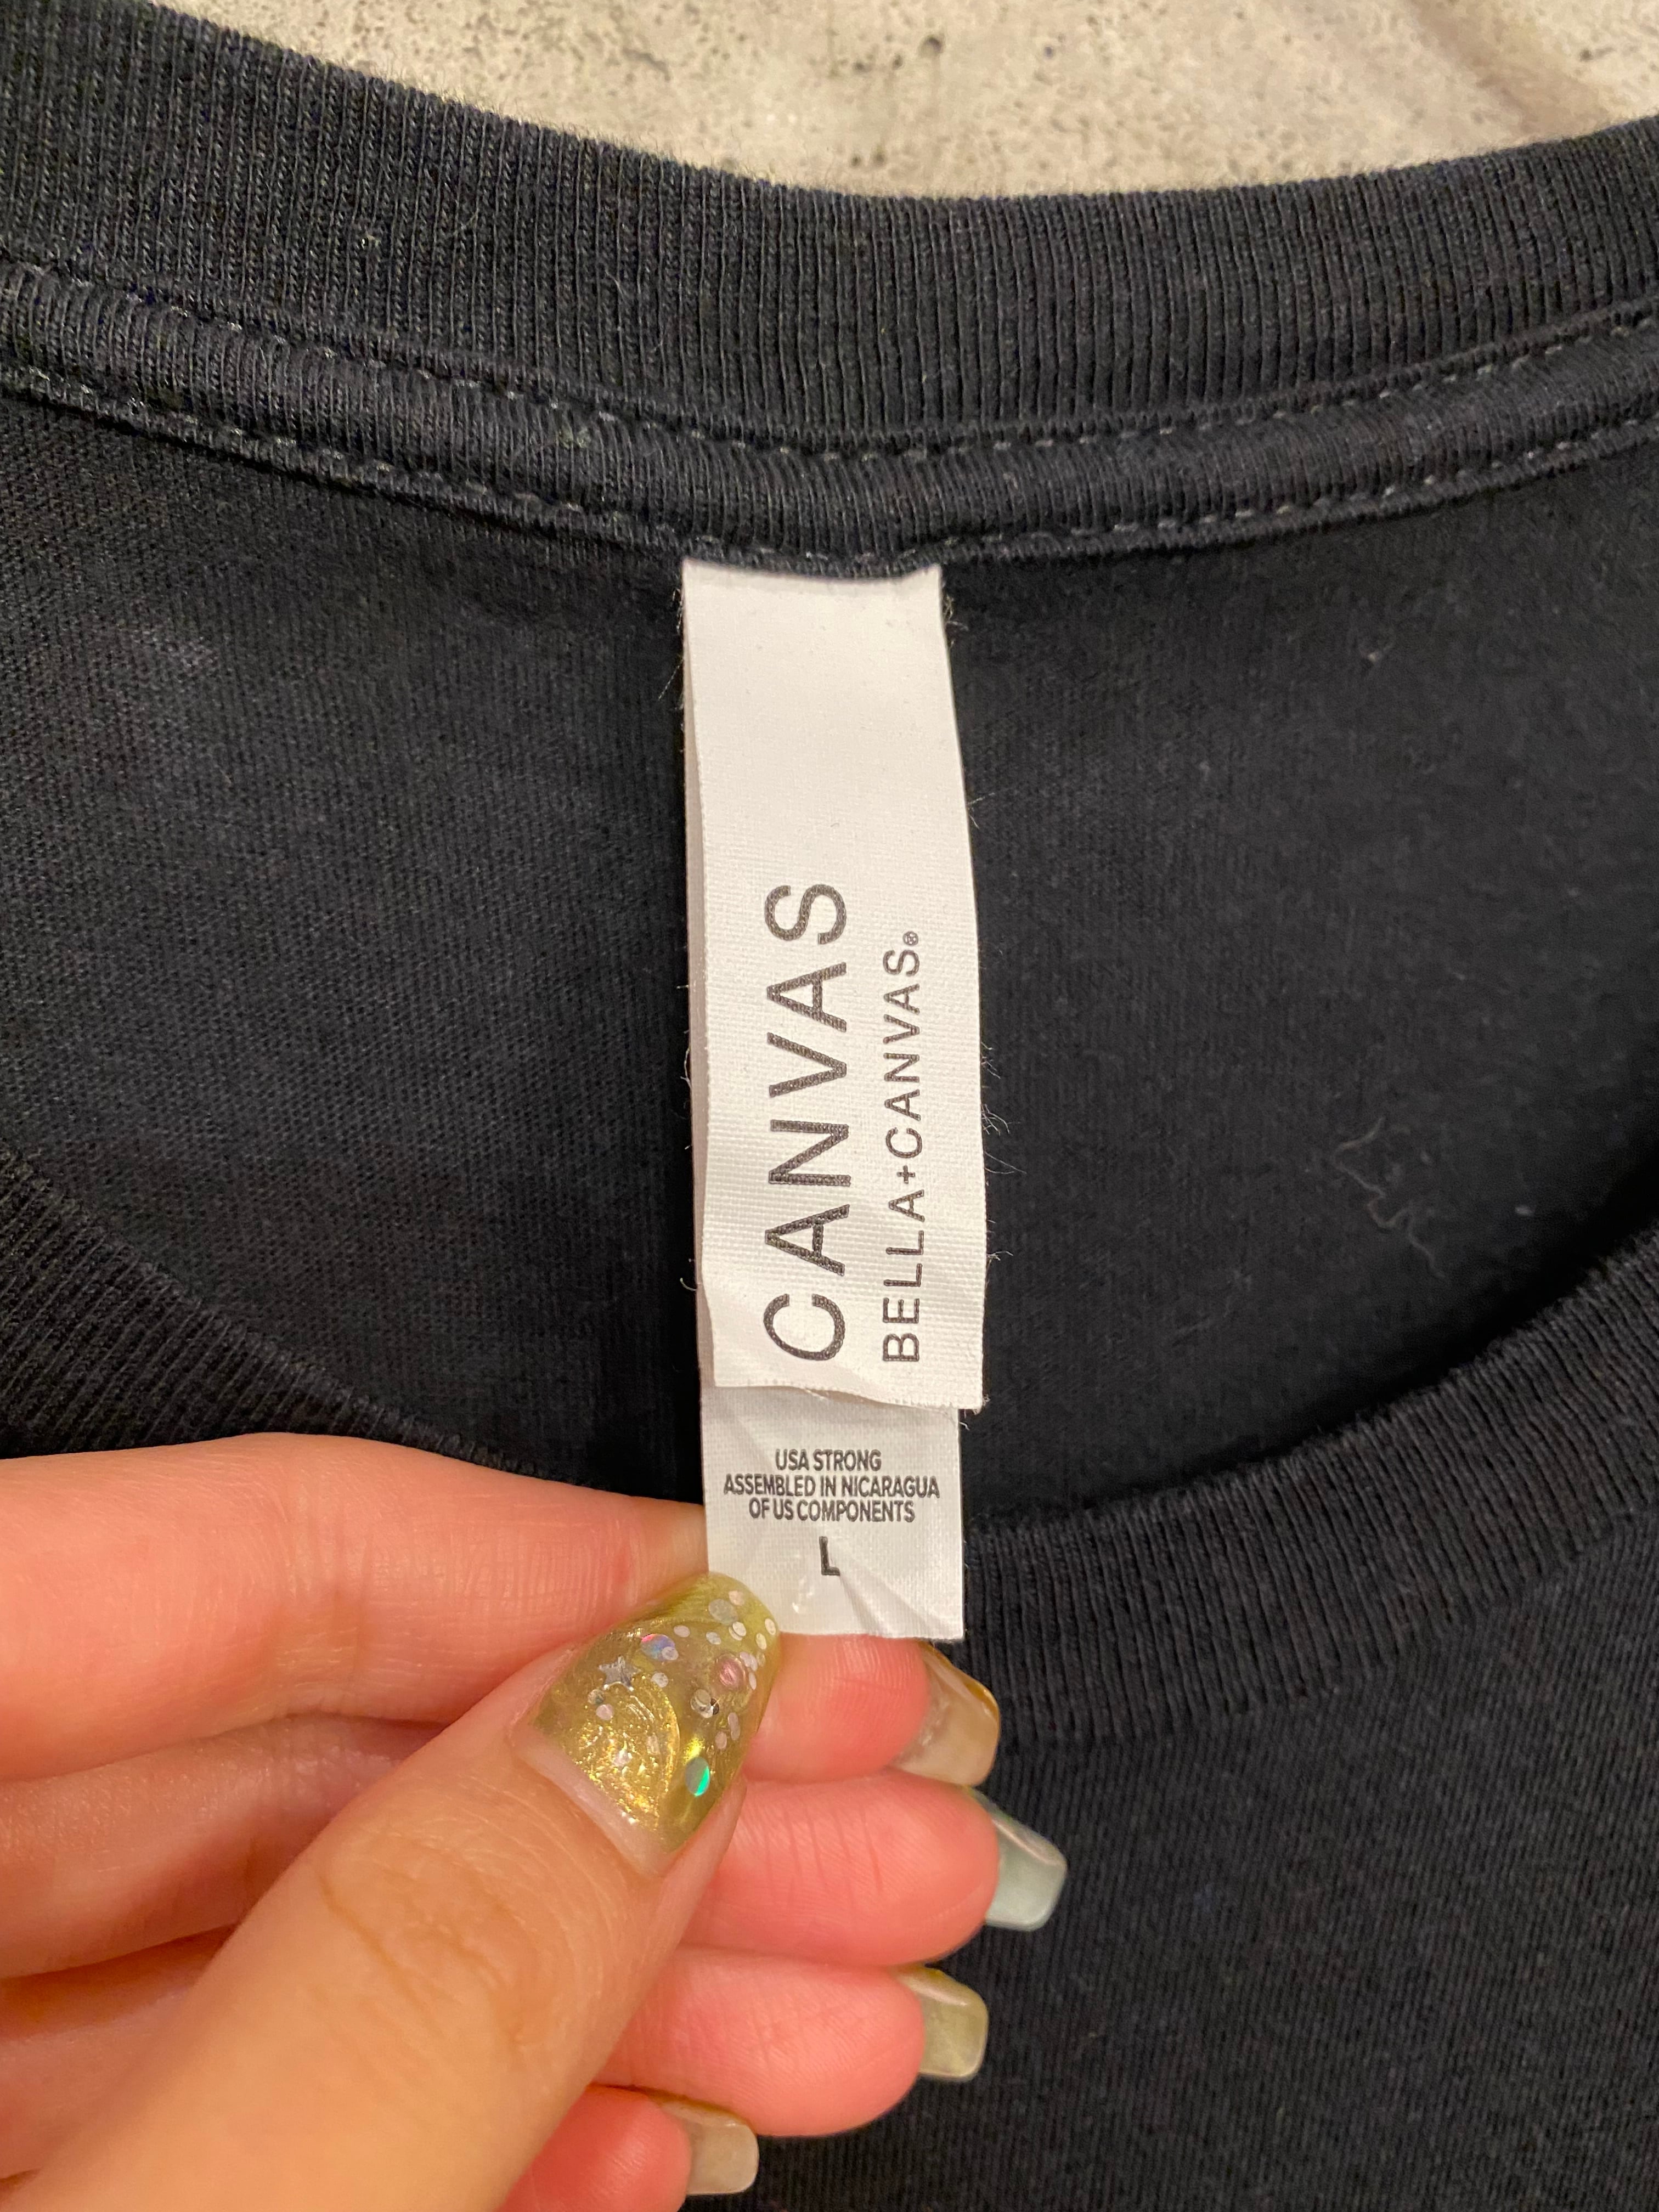 CANVAS
BELLA+CANVAS®
USA STRONG
ASSEMBLED IN NICARAGUA
OF US COMPONENTS
L